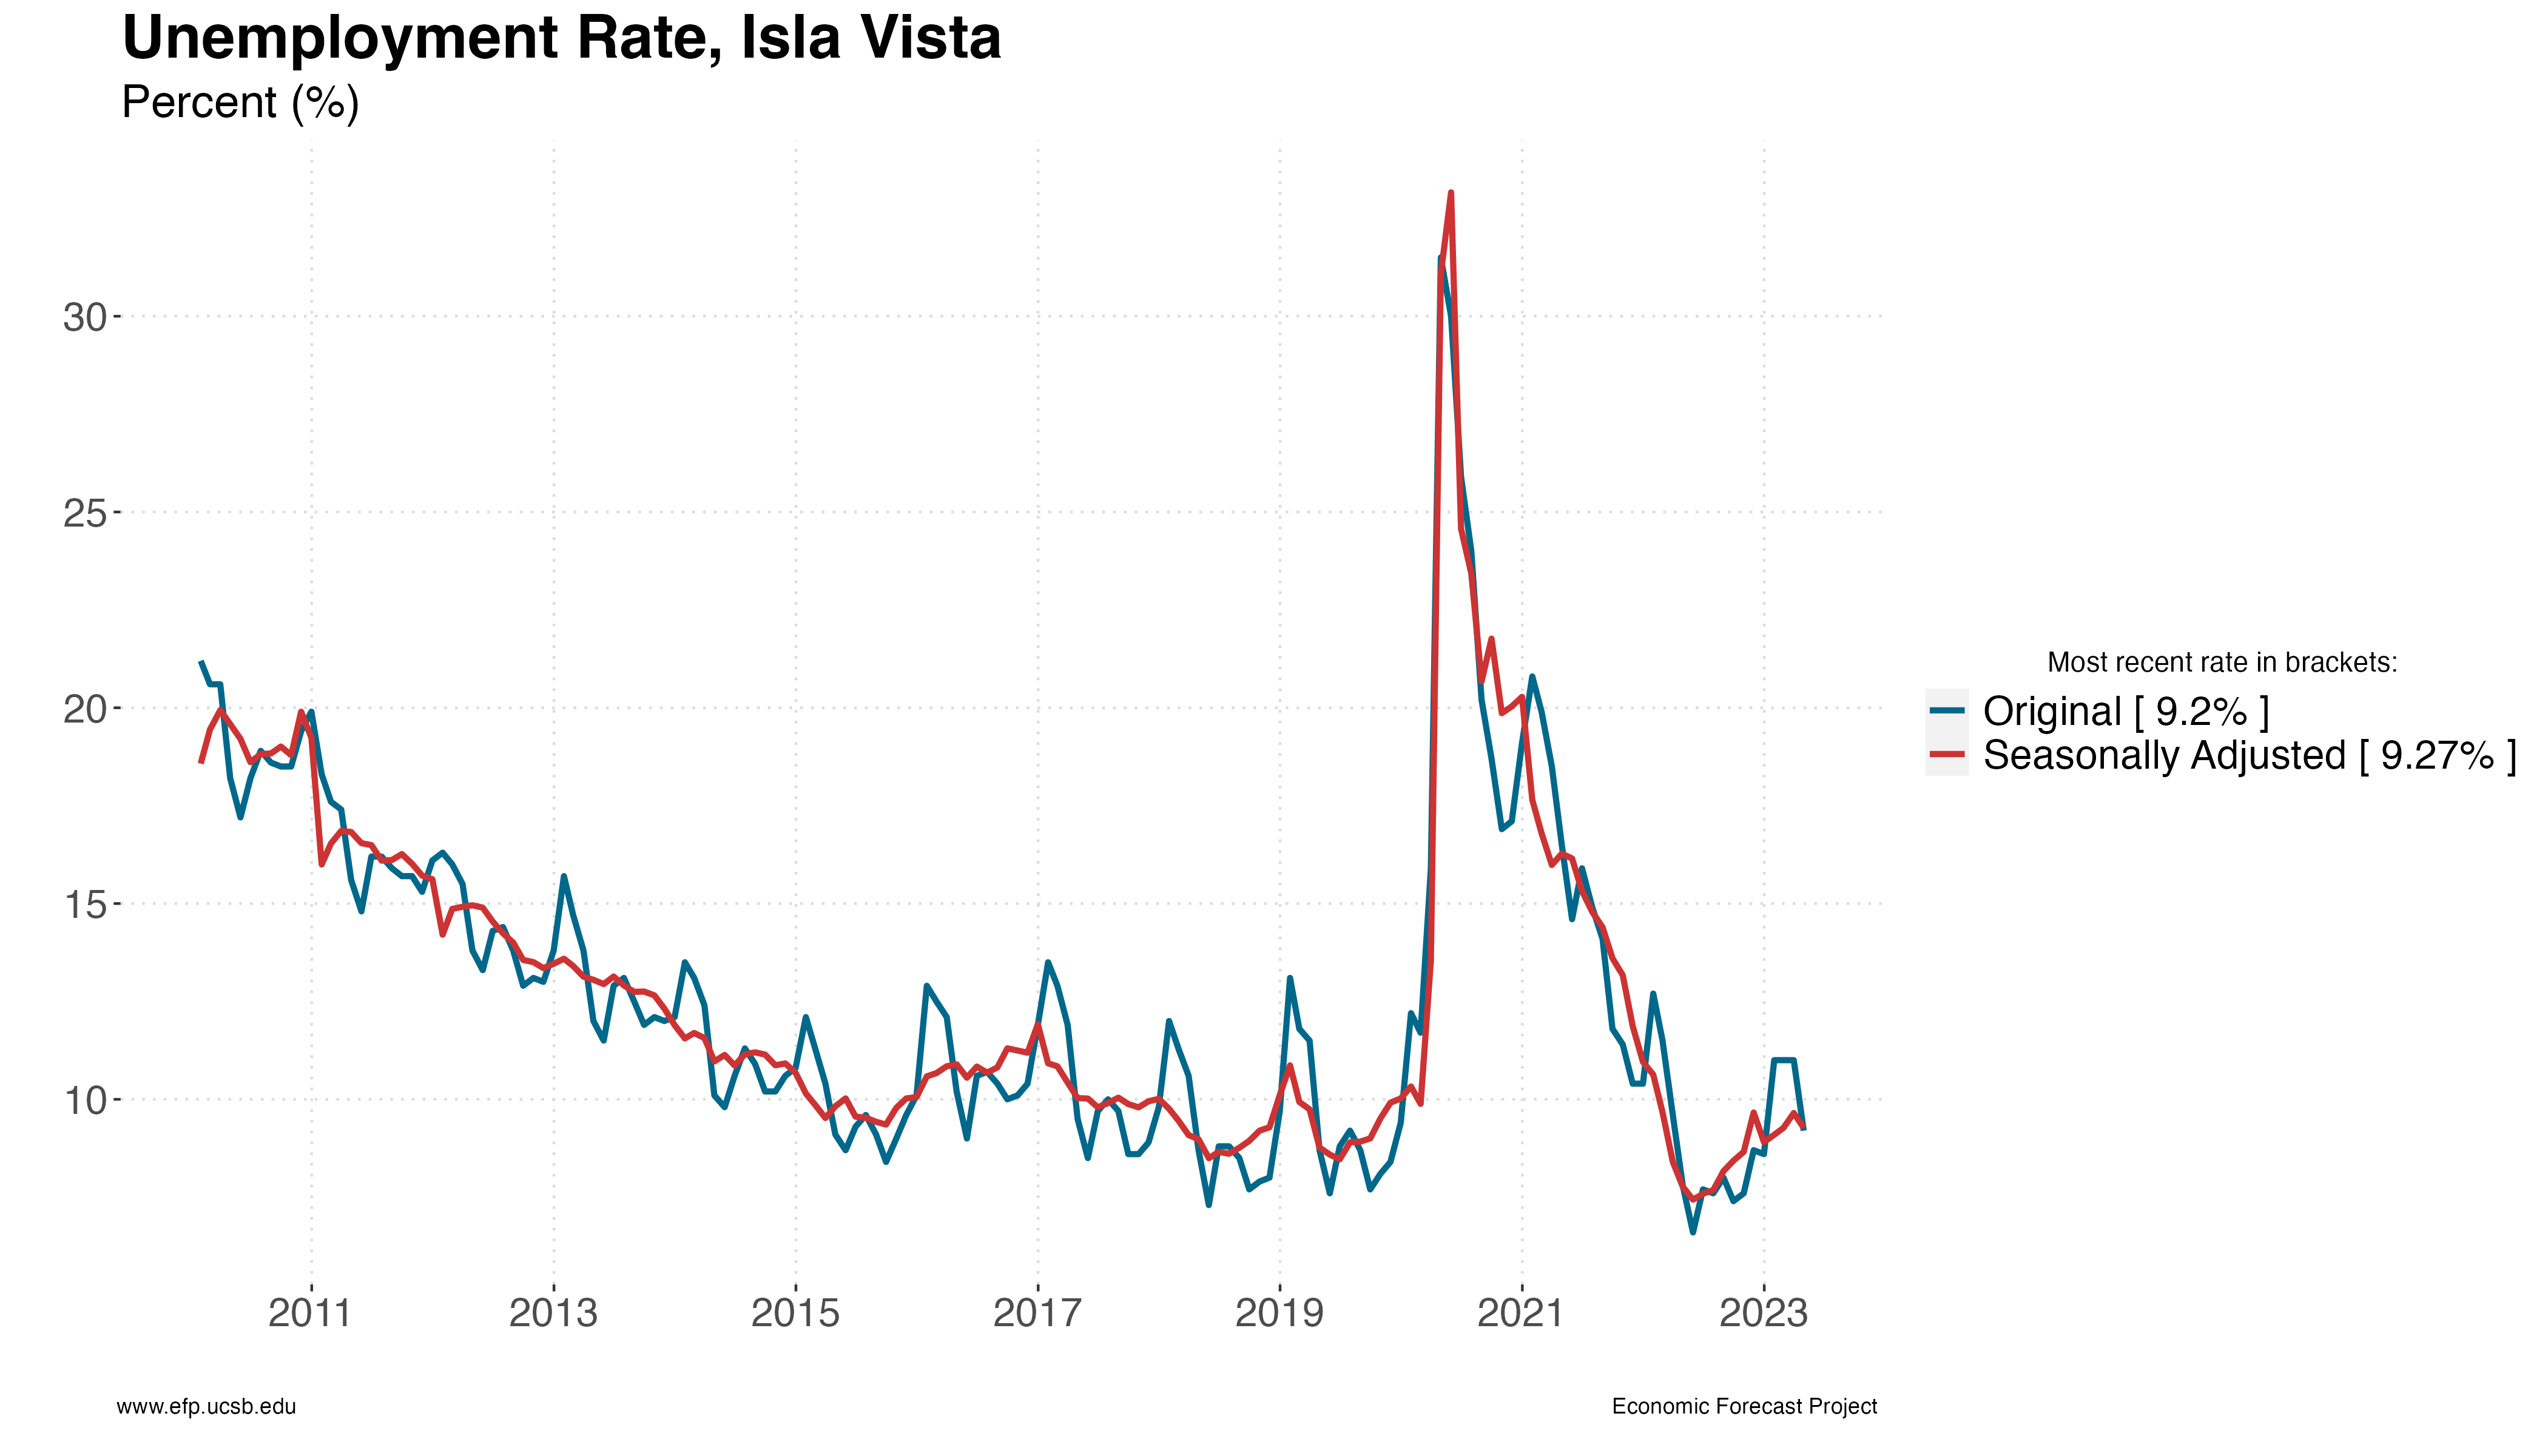 Unemployment Rate, Isla Vista
Percent (%)
30
25
20
15
10
2011 2013 2015 2017 2019 2021 2023
Most recent rate in brackets:
Original [ 9.2% ]
Seasonally Adjusted [ 9.27% ]
www.efp.ucsb.edu
Economic Forecast Project